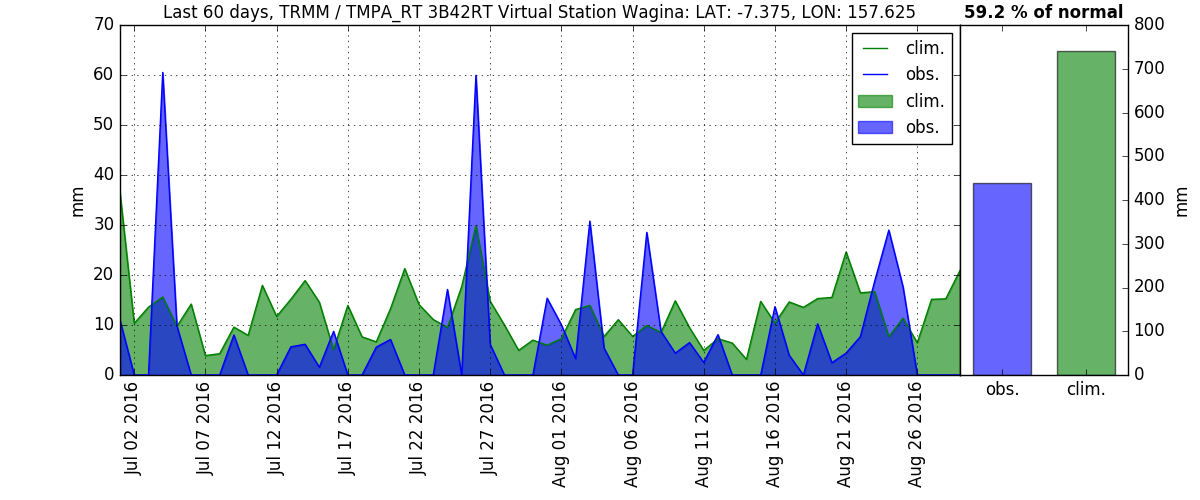 Last 60 days, TRMM / TMPA_RT 3B42RT Virtual Station Wagina: LAT: -7.375, LON: 157.625
59.2 % of normal
70
60
50
40
30
20
10
0
mm
clim.
obs.
clim.
obs.
Jul 02 2016
Jul 07 2016
Jul 12 2016
Jul 17 2016
Jul 22 2016
Jul 27 2016
Aug 01 2016
Aug 06 2016
Aug 11 2016
Aug 16 2016
Aug 21 2016
Aug 26 2016
800
700
600
500
400
300
200
100
0
mm
obs.
clim.